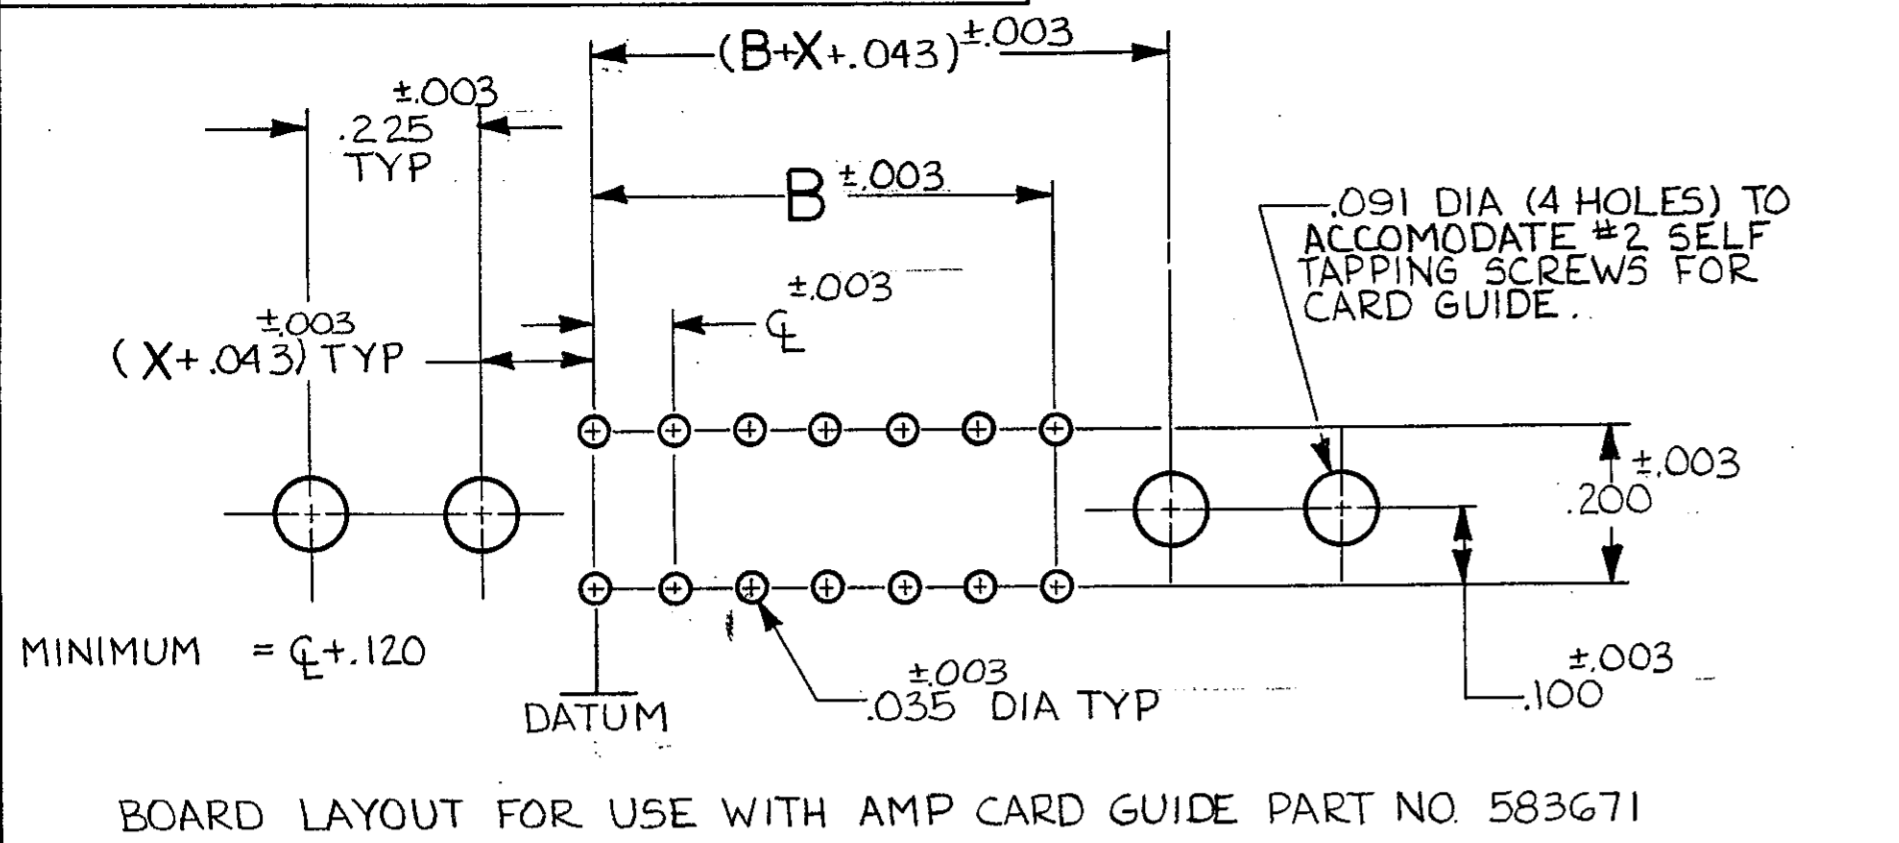 (B+X+.043)±.003
±.003
.225
TYP
B ±.003
.091 DIA (4 HOLES) TO
ACCOMODATE #2 SELF
TAPPING SCREWS FOR
CARD GUIDE.
±.003
℄
±.003
(X+.043) TYP
±.003
.200
MINIMUM = ℄+.120
±.003
.100
±.003
.035 DIA TYP
DATUM
BOARD LAYOUT FOR USE WITH AMP CARD GUIDE PART NO. 583671